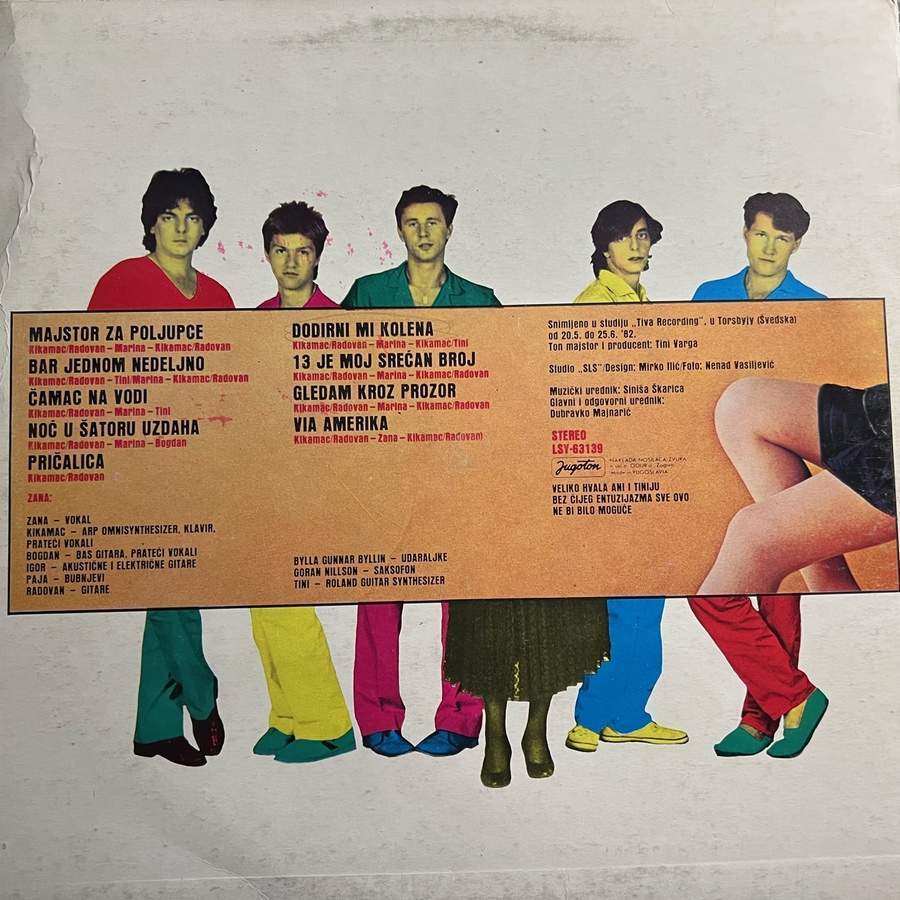 MAJSTOR ZA POLJUPCE
Kikamac/Radovan – Marina – Kikamac/Radovan
BAR JEDNOM NEDELJNO
Kikamac/Radovan – Tini/Marina – Kikamac/Radovan
ČAMAC NA VODI
Kikamac/Radovan – Marina – Tini
NOĆ U ŠATORU UZDAHA
Kikamac/Radovan – Marina – Bogdan
PRIČALICA
Kikamac/Radovan
ZANA:
ZANA – VOKAL
KIKAMAC – ARP OMNISYNTHESIZER, KLAVIR,
PRATEĆI VOKALI
BOGDAN – BAS GITARA, PRATEĆI VOKALI
IGOR – AKUSTIČNE I ELEKTRIČNE GITARE
PAJA – BUBNJEVI
RADOVAN – GITARE
DODIRNI MI KOLENA
Kikamac/Radovan – Marina – Kikamac/Tini
13 JE MOJ SREĆAN BROJ
Kikamac/Radovan – Marina – Kikamac/Radovan
GLEDAM KROZ PROZOR
Kikamac/Radovan – Marina – Kikamac/Radovan
VIA AMERIKA
Kikamac/Radovan – Zana – Kikamac/Radovan)
BYLLA GUNNAR BYLLIN – UDARALJKE
GORAN NILLSON – SAKSOFON
TINI – ROLAND GUITAR SYNTHESIZER
Snimljeno u studiju „Tiva Recording", u Torsbyjy (Švedska)
od 20.5. do 25.6. '82.
Ton majstor i producent: Tini Varga
Studio „SLS"/Design: Mirko Ilić/Foto: Nenad Vasiljević
Muzički urednik: Siniša Škarica
Glavni i odgovorni urednik:
Dubravko Majnarić
STEREO
LSY-63139
Jugoton
NAKLADA NOSILACA ZVUKA
YUGOSLAVIA
VELIKO HVALA ANI I TINIJU
BEZ ČIJEG ENTUZIJAZMA SVE OVO
NE BI BILO MOGUĆE